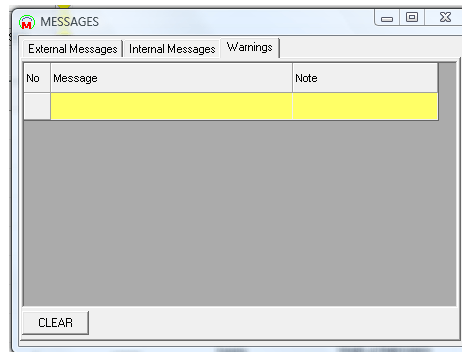 MESSAGES
External Messages Internal Messages Warnings
No Message Note
CLEAR